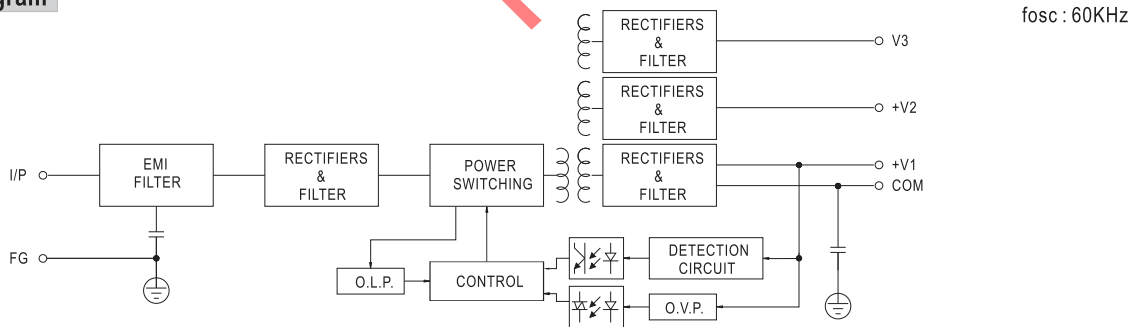 fosc : 60KHz
RECTIFIERS
&
FILTER
V3
RECTIFIERS
&
FILTER
+V2
I/P
EMI
FILTER
RECTIFIERS
&
FILTER
POWER
SWITCHING
RECTIFIERS
&
FILTER
+V1
COM
FG
O.L.P.
CONTROL
DETECTION
CIRCUIT
O.V.P.